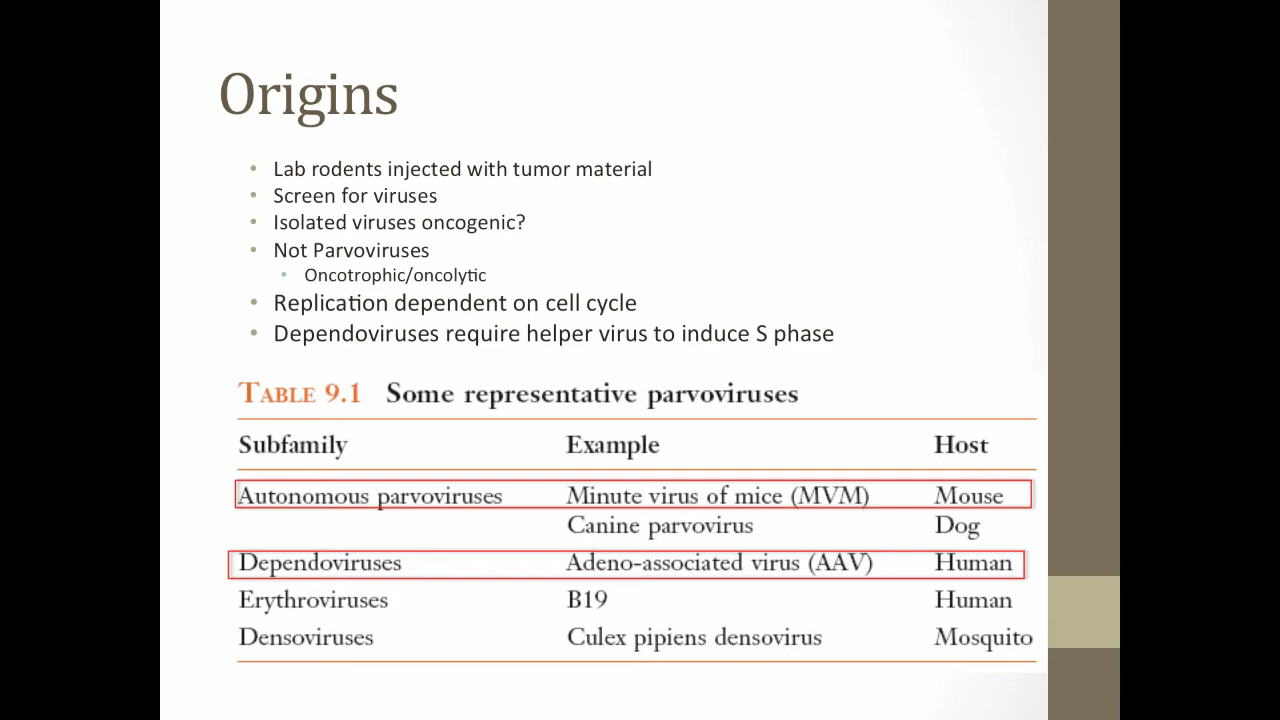 Origins
• Lab rodents injected with tumor material
• Screen for viruses
• Isolated viruses oncogenic?
• Not Parvoviruses
• Oncotrophic/oncolytic
• Replication dependent on cell cycle
• Dependoviruses require helper virus to induce S phase
TABLE 9.1 Some representative parvoviruses
Subfamily Example Host
Autonomous parvoviruses Minute virus of mice (MVM) Mouse
Canine parvovirus Dog
Dependoviruses Adeno-associated virus (AAV) Human
Erythroviruses B19 Human
Densoviruses Culex pipiens densovirus Mosquito